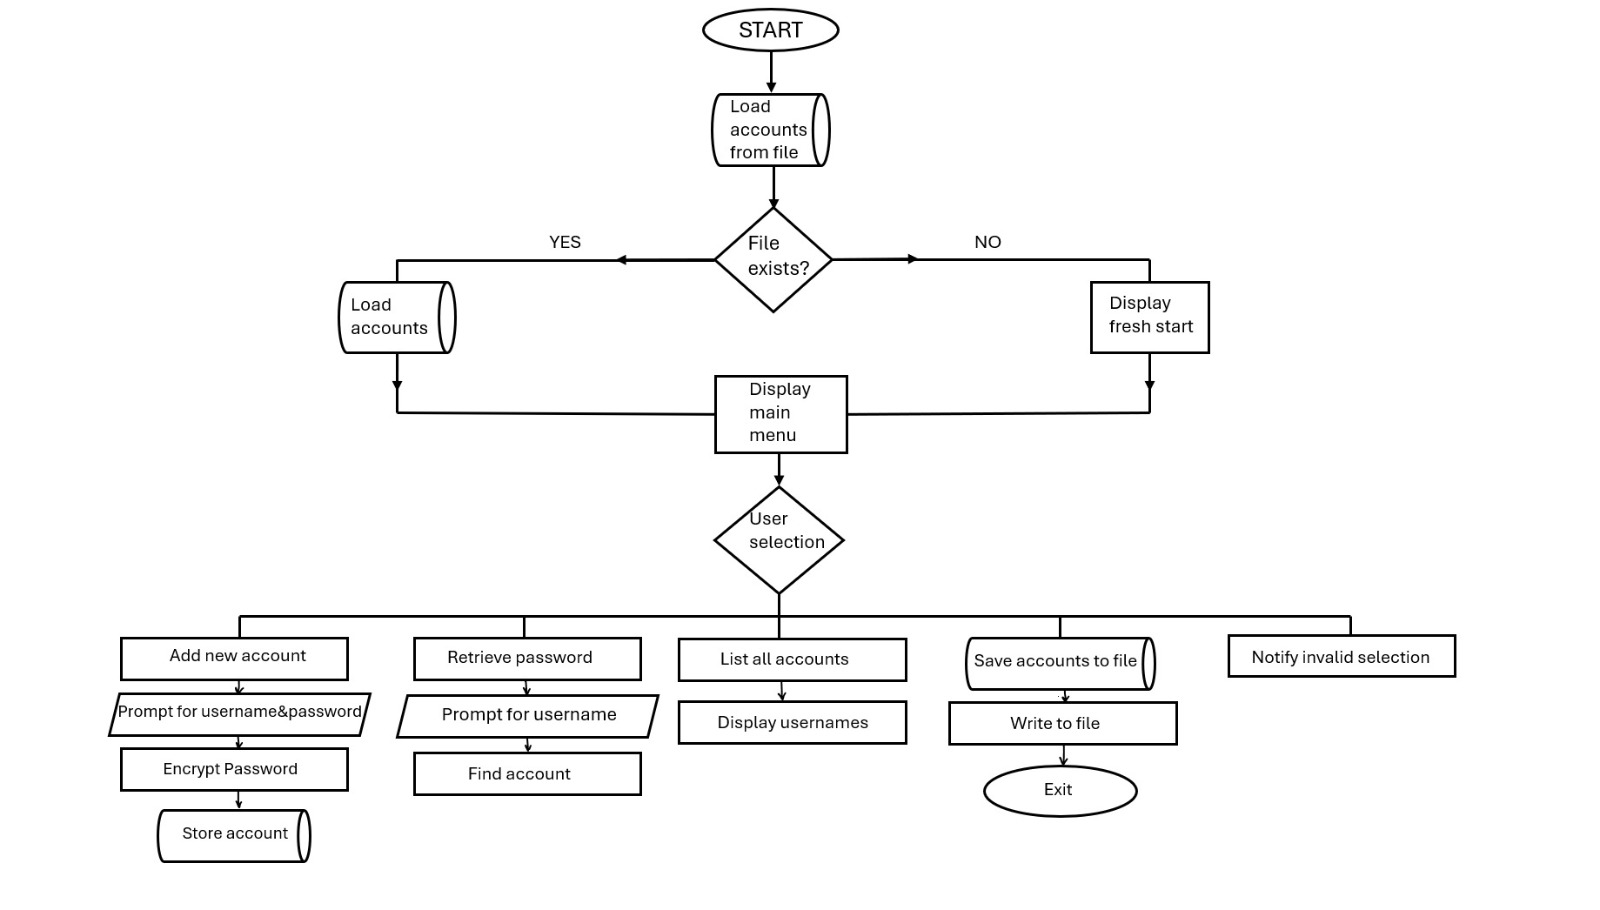 START
Load
accounts
from file
File
exists?
YES
NO
Load
accounts
Display
fresh start
Display
main
menu
User
selection
Add new account
Retrieve password
List all accounts
Save accounts to file
Notify invalid selection
Prompt for username&password
Prompt for username
Display usernames
Write to file
Encrypt Password
Find account
Exit
Store account